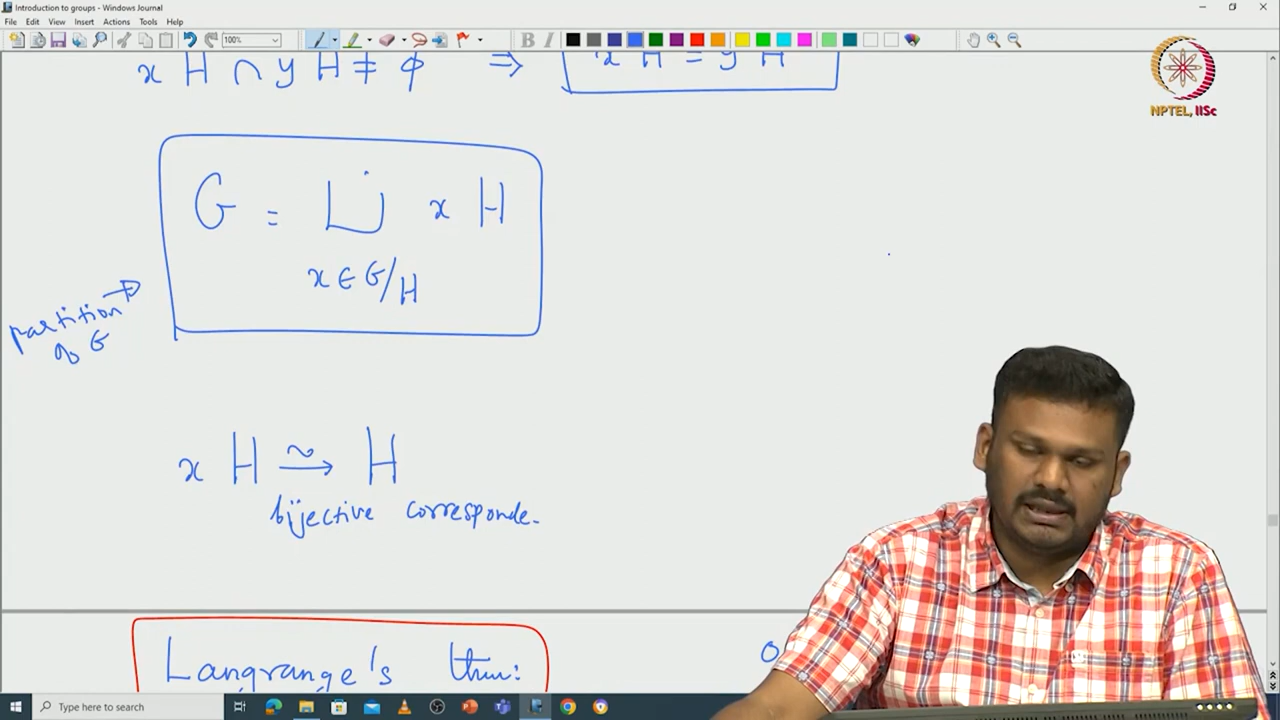 Introduction to groups - Windows Journal
File Edit View Insert Actions Tools Help
100%
B I
x H ∩ y H ≠ φ ⇒ x H = y H
NPTEL, IISc
G = ⨆ x H
x ∈ G/H
partition
of G
x H ⥲ H
bijective corresponde.
Langrange's thm:
O
Type here to search